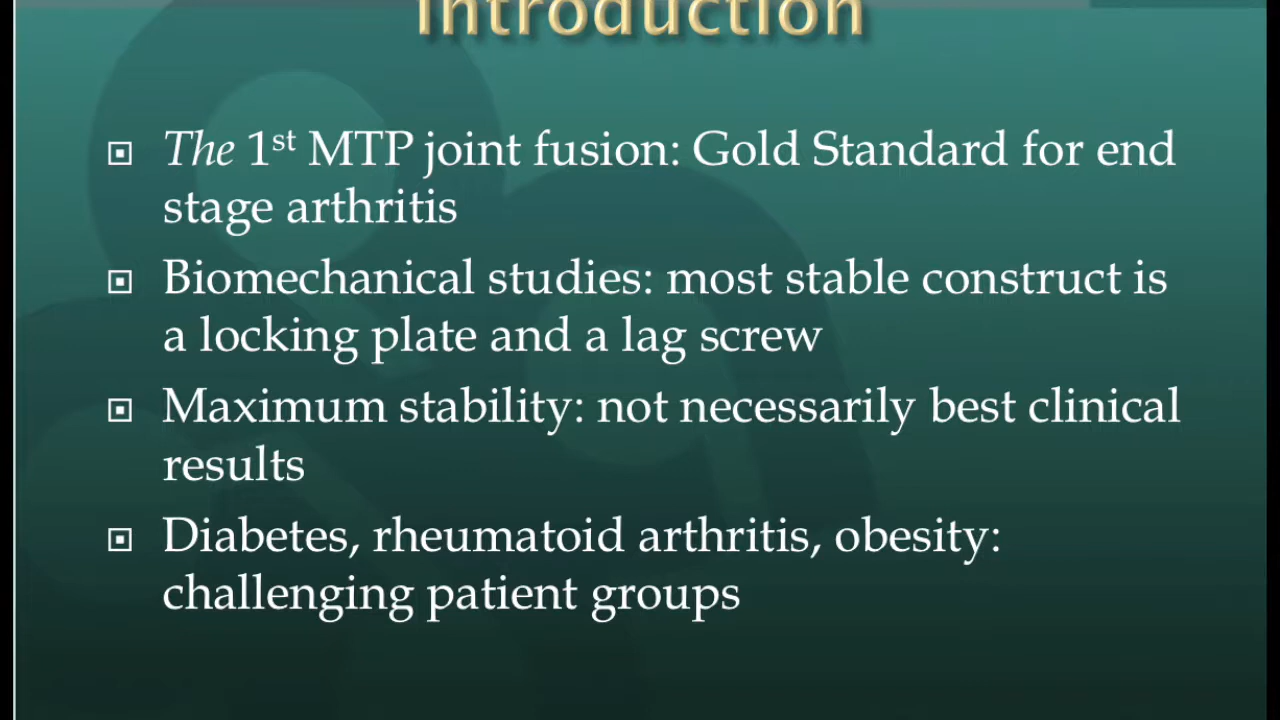 Introduction
The 1st MTP joint fusion: Gold Standard for end
stage arthritis
Biomechanical studies: most stable construct is
a locking plate and a lag screw
Maximum stability: not necessarily best clinical
results
Diabetes, rheumatoid arthritis, obesity:
challenging patient groups